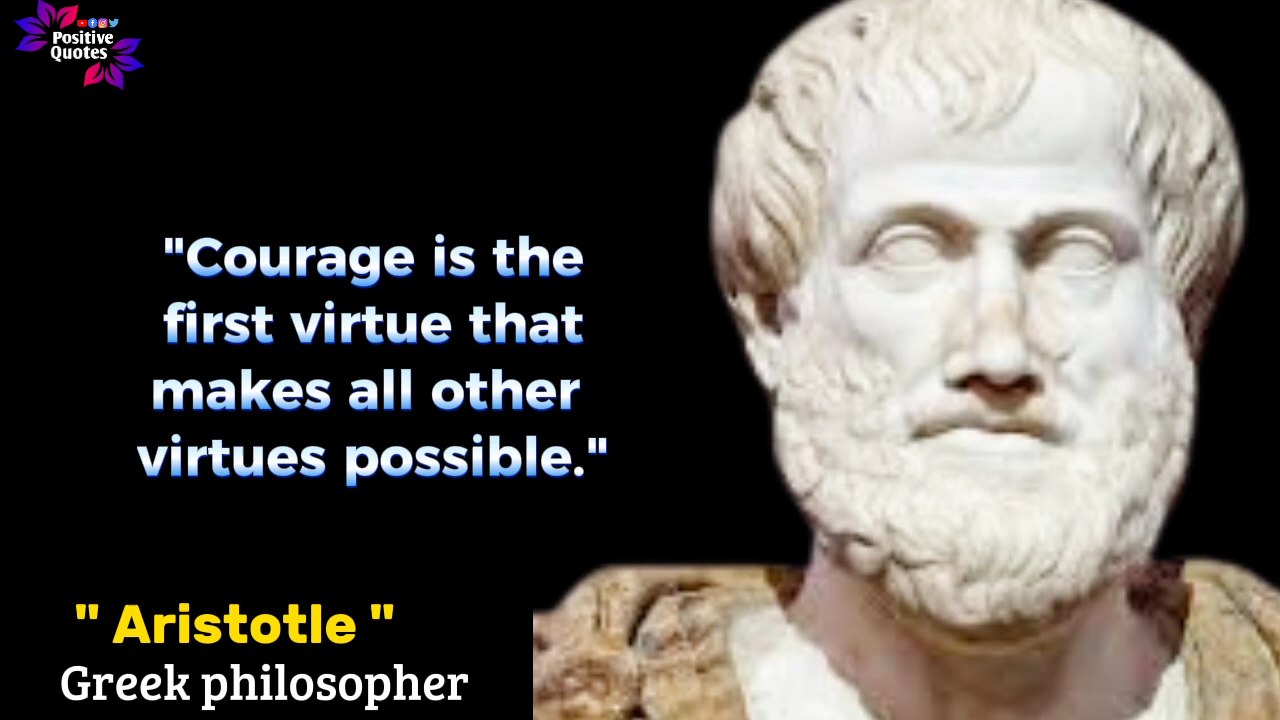 Positive
Quotes
"Courage is the
first virtue that
makes all other
virtues possible."
" Aristotle "
Greek philosopher